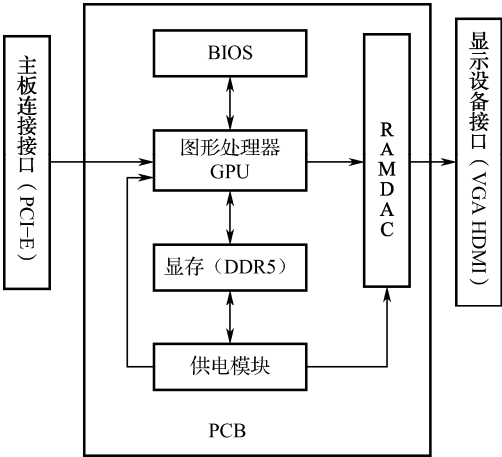 主板连接接口（PCI-E）
BIOS
图形处理器
GPU
显存（DDR5）
供电模块
PCB
RAMDAC
显示设备接口（VGA HDMI）